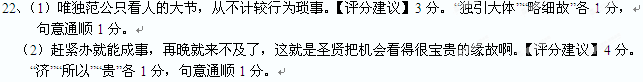 22、（1）唯独范公只看人的大节，从不计较行为琐事。【评分建议】3 分。“独引大体”“略细故”各 1 分，
句意通顺 1 分。
（2）赶紧办就能成事，再晚就来不及了，这就是圣贤把机会看得很宝贵的缘故啊。【评分建议】4 分。
“济”“所以”“贵”各 1 分，句意通顺 1 分。